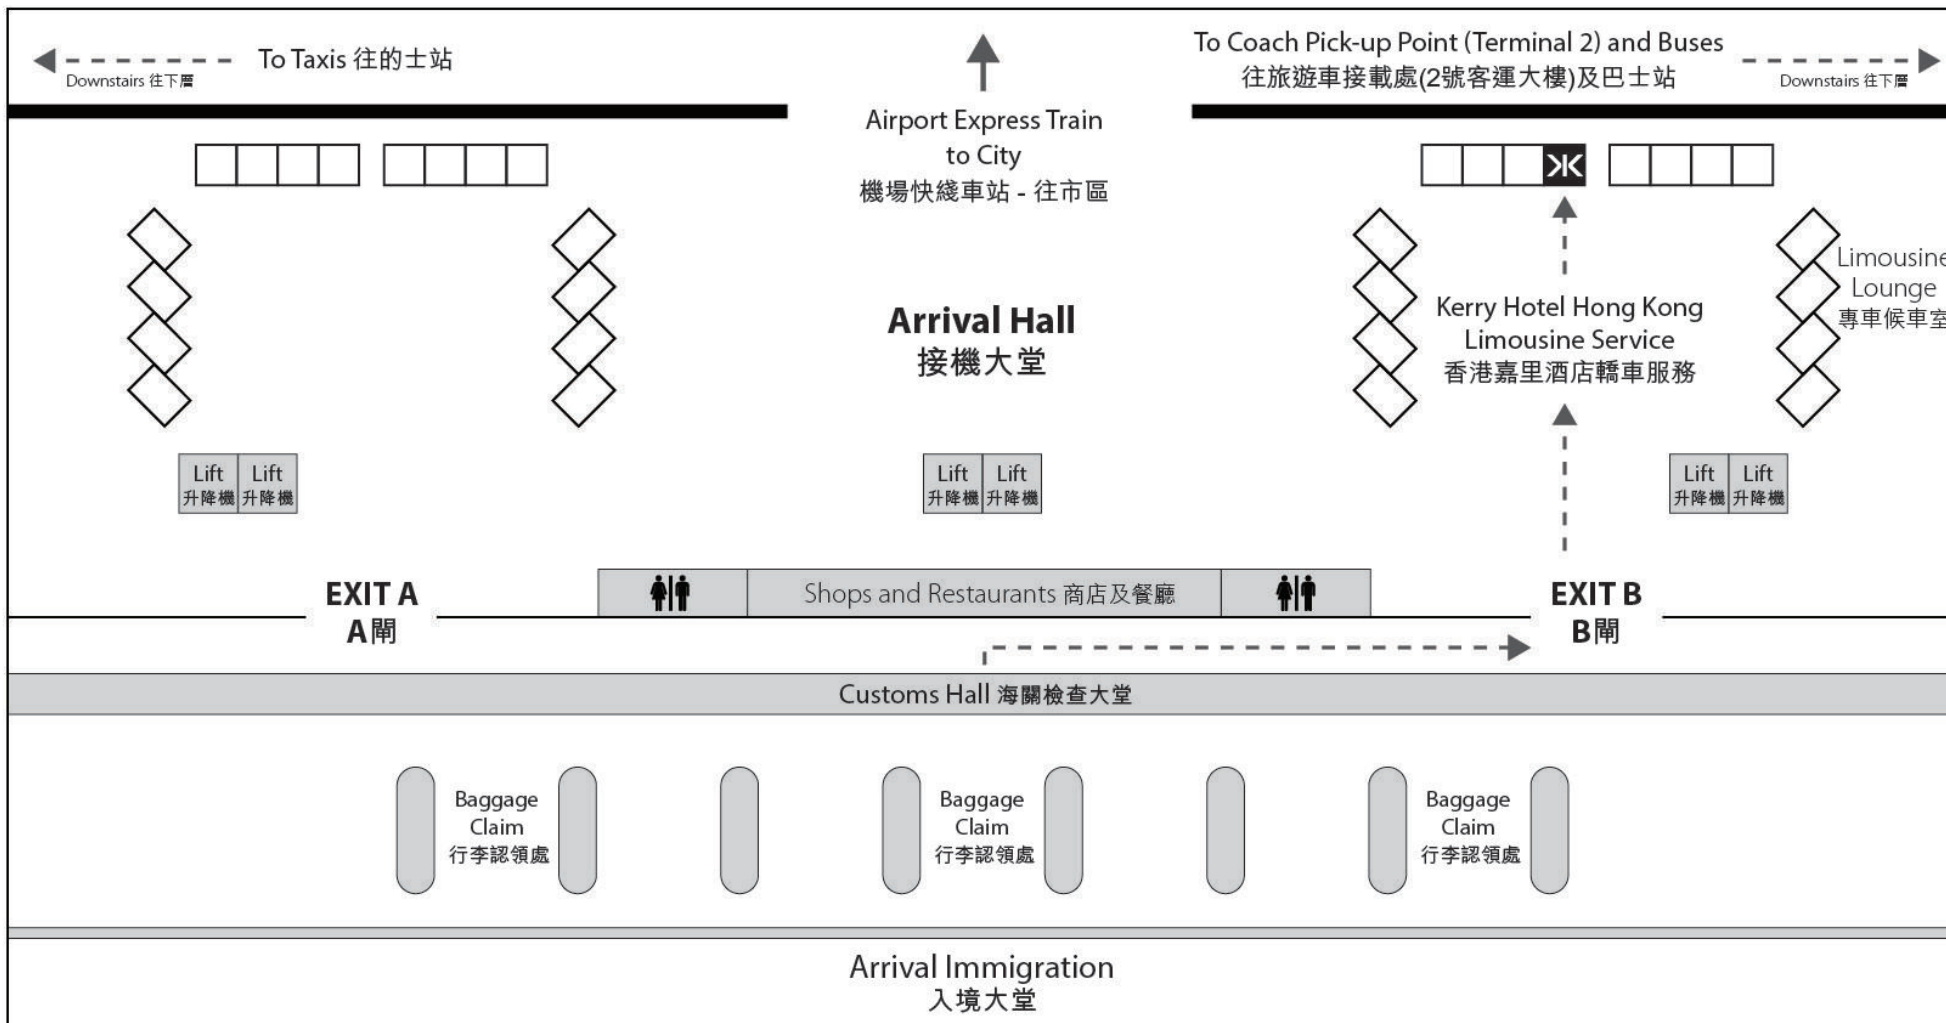 To Taxis 往的士站
Downstairs 往下層
To Coach Pick-up Point (Terminal 2) and Buses
往旅遊車接載處(2號客運大樓)及巴士站
Downstairs 往下層
Airport Express Train
to City
機場快綫車站 - 往市區
Arrival Hall
接機大堂
Kerry Hotel Hong Kong
Limousine Service
香港嘉里酒店轎車服務
Limousine
Lounge
專車候車室
Lift
升降機
Lift
升降機
Lift
升降機
Lift
升降機
Lift
升降機
Lift
升降機
EXIT A
A閘
Shops and Restaurants 商店及餐廳
EXIT B
B閘
Customs Hall 海關檢查大堂
Baggage
Claim
行李認領處
Baggage
Claim
行李認領處
Baggage
Claim
行李認領處
Arrival Immigration
入境大堂